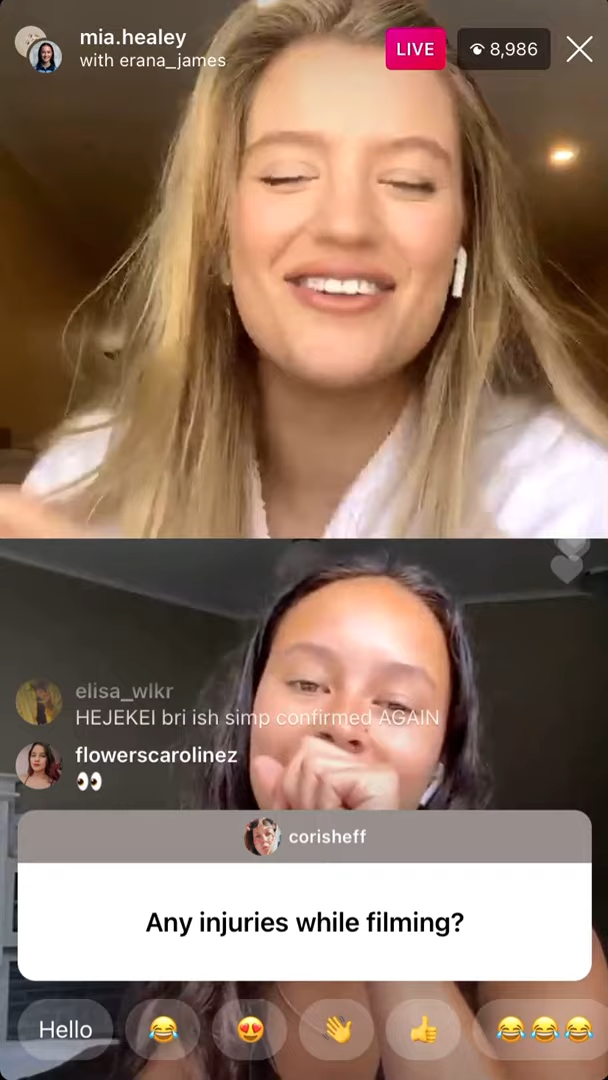 mia.healey
with erana_james
LIVE
8,986
elisa_wlkr
HEJEKEI bri ish simp confirmed AGAIN
flowerscarolinez
👀
corisheff
Any injuries while filming?
Hello 😂 😍 👋 👍 😂😂😂